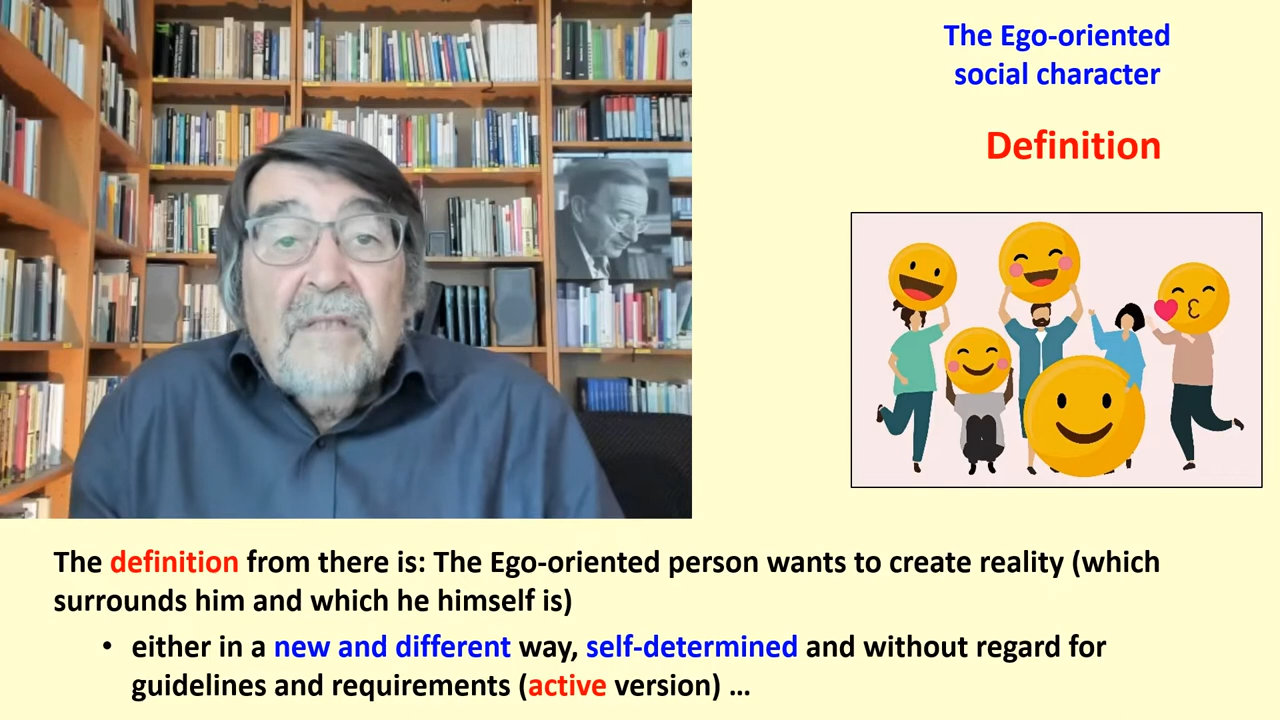 The Ego-oriented
social character
Definition
The definition from there is: The Ego-oriented person wants to create reality (which
surrounds him and which he himself is)
• either in a new and different way, self-determined and without regard for
guidelines and requirements (active version) ...